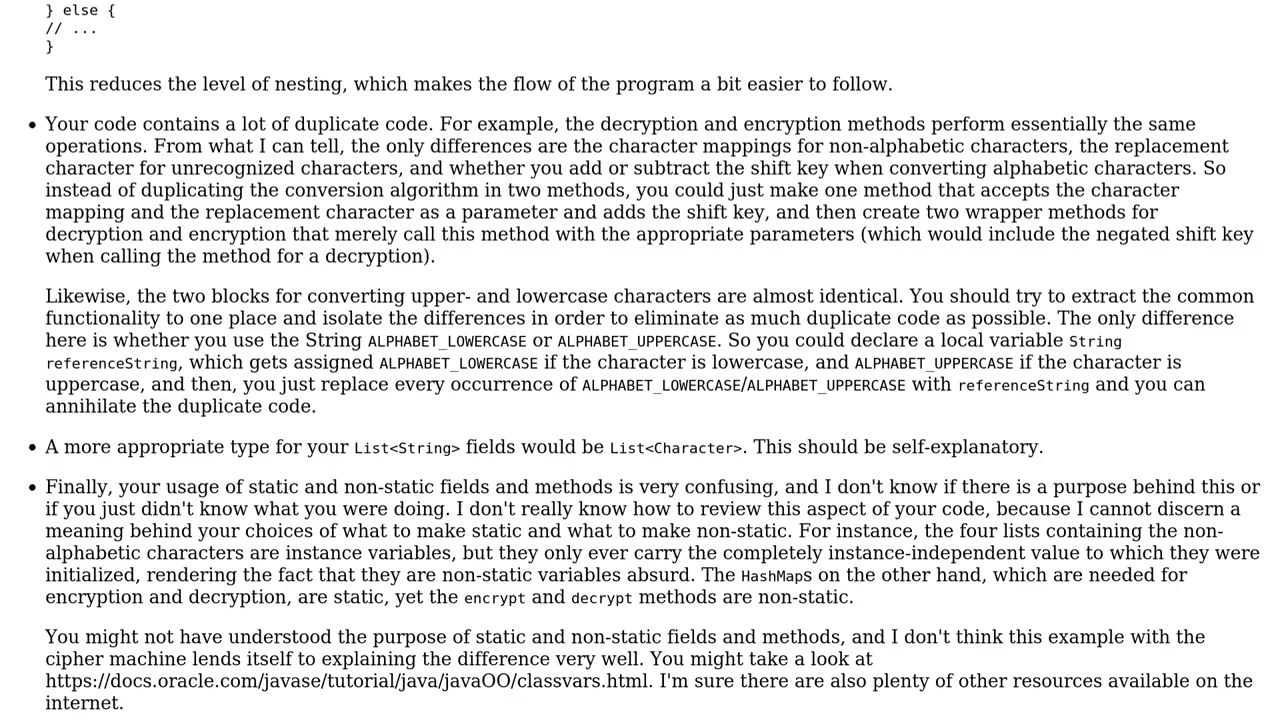 } else {
// ...
}
This reduces the level of nesting, which makes the flow of the program a bit easier to follow.
• Your code contains a lot of duplicate code. For example, the decryption and encryption methods perform essentially the same
operations. From what I can tell, the only differences are the character mappings for non-alphabetic characters, the replacement
character for unrecognized characters, and whether you add or subtract the shift key when converting alphabetic characters. So
instead of duplicating the conversion algorithm in two methods, you could just make one method that accepts the character
mapping and the replacement character as a parameter and adds the shift key, and then create two wrapper methods for
decryption and encryption that merely call this method with the appropriate parameters (which would include the negated shift key
when calling the method for a decryption).
Likewise, the two blocks for converting upper- and lowercase characters are almost identical. You should try to extract the common
functionality to one place and isolate the differences in order to eliminate as much duplicate code as possible. The only difference
here is whether you use the String ALPHABET_LOWERCASE or ALPHABET_UPPERCASE. So you could declare a local variable String
referenceString, which gets assigned ALPHABET_LOWERCASE if the character is lowercase, and ALPHABET_UPPERCASE if the character is
uppercase, and then, you just replace every occurrence of ALPHABET_LOWERCASE/ALPHABET_UPPERCASE with referenceString and you can
annihilate the duplicate code.
• A more appropriate type for your List<String> fields would be List<Character>. This should be self-explanatory.
• Finally, your usage of static and non-static fields and methods is very confusing, and I don't know if there is a purpose behind this or
if you just didn't know what you were doing. I don't really know how to review this aspect of your code, because I cannot discern a
meaning behind your choices of what to make static and what to make non-static. For instance, the four lists containing the non-
alphabetic characters are instance variables, but they only ever carry the completely instance-independent value to which they were
initialized, rendering the fact that they are non-static variables absurd. The HashMaps on the other hand, which are needed for
encryption and decryption, are static, yet the encrypt and decrypt methods are non-static.
You might not have understood the purpose of static and non-static fields and methods, and I don't think this example with the
cipher machine lends itself to explaining the difference very well. You might take a look at
https://docs.oracle.com/javase/tutorial/java/javaOO/classvars.html. I'm sure there are also plenty of other resources available on the
internet.